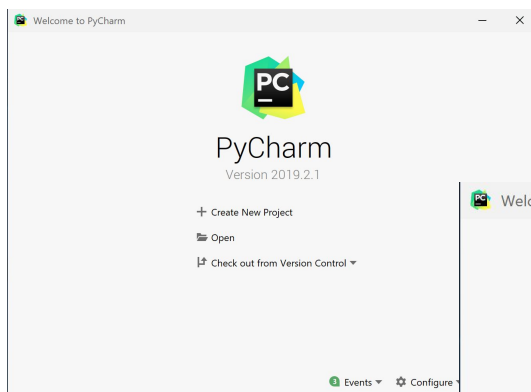 Welcome to PyCharm
PC
PyCharm
Version 2019.2.1
Create New Project
Open
Check out from Version Control
3 Events Configure